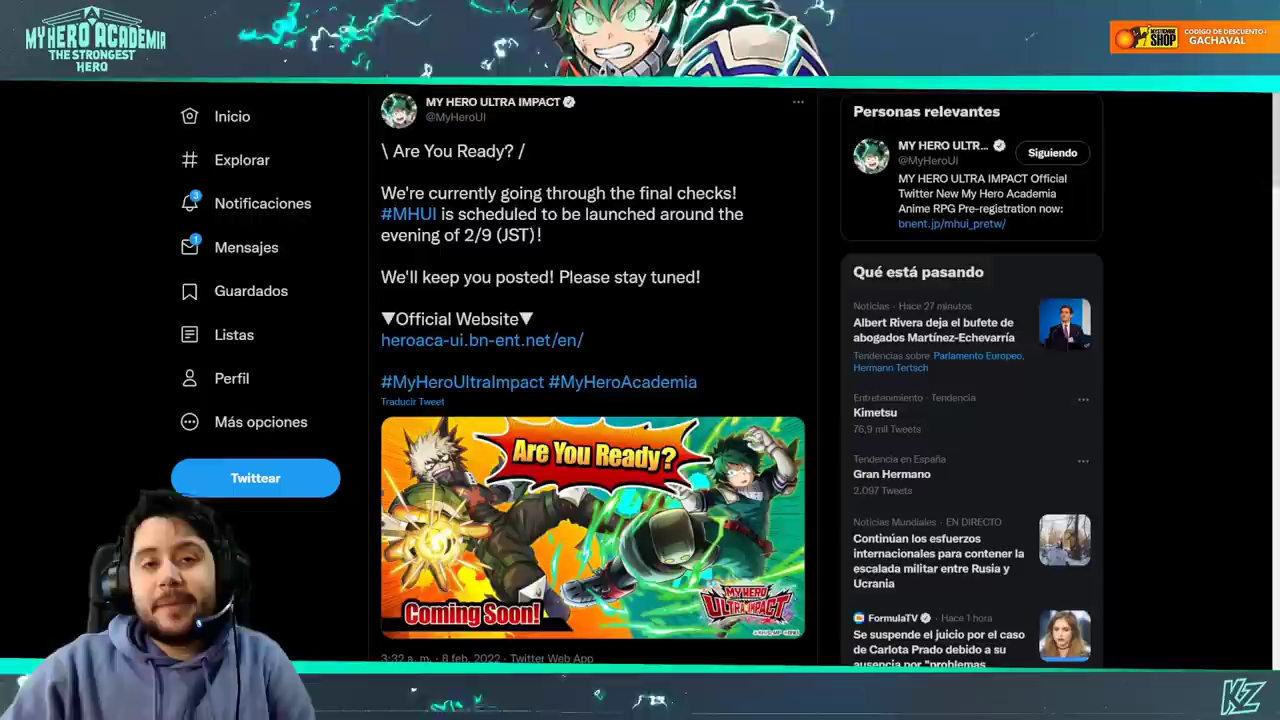 MY HERO ACADEMIA
THE STRONGEST
HERO
MYSTERBOX
SHOP
CODIGO DE DESCUENTO:
GACHAVAL
Inicio
Explorar
3
Notificaciones
1
Mensajes
Guardados
Listas
Perfil
Más opciones
Twittear
MY HERO ULTRA IMPACT
@MyHeroUI
\ Are You Ready? /
We're currently going through the final checks!
#MHUI is scheduled to be launched around the
evening of 2/9 (JST)!
We'll keep you posted! Please stay tuned!
▼Official Website▼
heroaca-ui.bn-ent.net/en/
#MyHeroUltraImpact #MyHeroAcademia
Traducir Tweet
Are You Ready?
Coming Soon!
MY HERO
ULTRA IMPACT
3:32 a. m. · 8 feb. 2022 · Twitter Web App
Personas relevantes
MY HERO ULTR...
@MyHeroUI
Siguiendo
MY HERO ULTRA IMPACT Official
Twitter New My Hero Academia
Anime RPG Pre-registration now:
bnent.jp/mhui_pretw/
Qué está pasando
Noticias · Hace 27 minutos
Albert Rivera deja el bufete de
abogados Martínez-Echevarría
Tendencias sobre Parlamento Europeo,
Hermann Tertsch
Entretenimiento · Tendencia
Kimetsu
76,9 mil Tweets
Tendencia en España
Gran Hermano
2.097 Tweets
Noticias Mundiales · EN DIRECTO
Continúan los esfuerzos
internacionales para contener la
escalada militar entre Rusia y
Ucrania
FormulaTV · Hace 1 hora
Se suspende el juicio por el caso
de Carlota Prado debido a su
ausencia por "problemas
KZ